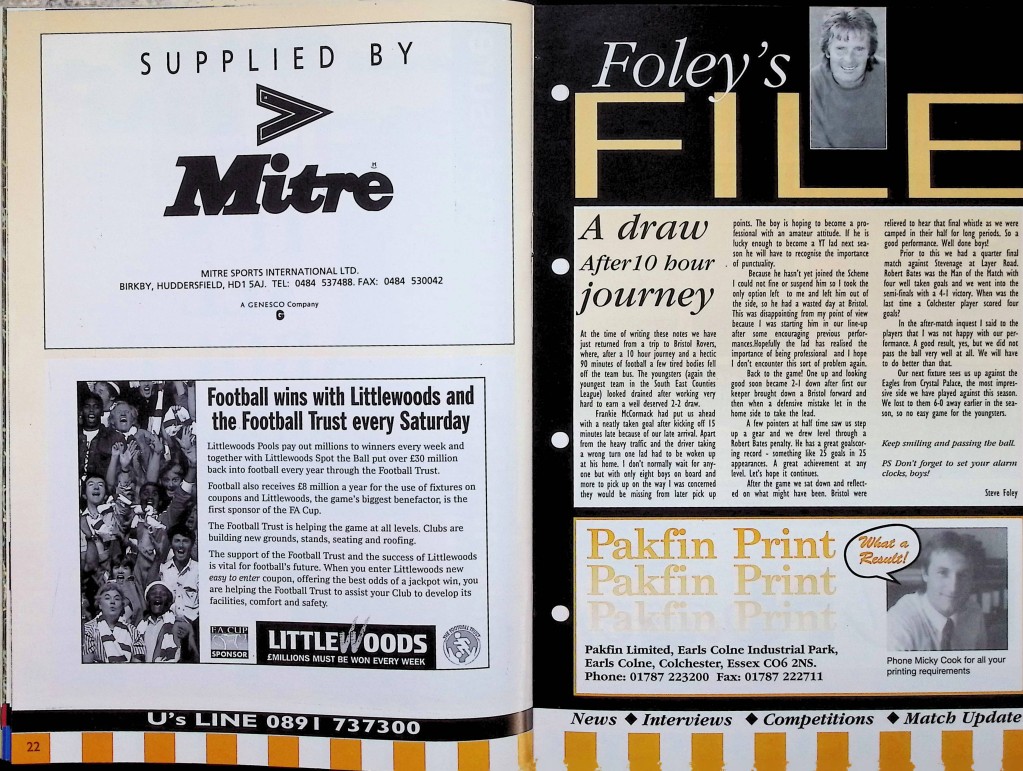 SUPPLIED BY
Mitre
MITRE SPORTS INTERNATIONAL LTD.
BIRKBY, HUDDERSFIELD, HD1 5AJ. TEL: 0484 537488. FAX: 0484 530042
A GENESCO Company
G
Football wins with Littlewoods and
the Football Trust every Saturday
Littlewoods Pools pay out millions to winners every week and
together with Littlewoods Spot the Ball put over £30 million
back into football every year through the Football Trust.
Football also receives £8 million a year for the use of fixtures on
coupons and Littlewoods, the game's biggest benefactor, is the
first sponsor of the FA Cup.
The Football Trust is helping the game at all levels. Clubs are
building new grounds, stands, seating and roofing.
The support of the Football Trust and the success of Littlewoods
is vital for football's future. When you enter Littlewoods new
easy to enter coupon, offering the best odds of a jackpot win, you
are helping the Football Trust to assist your Club to develop its
facilities, comfort and safety.
FA CUP
SPONSOR
LITTLEWOODS
£MILLIONS MUST BE WON EVERY WEEK
THE FOOTBALL TRUST
U's LINE 0891 737300
22
Foley's
FILE
A draw
After 10 hour
journey
At the time of writing these notes we have
just returned from a trip to Bristol Rovers,
where, after a 10 hour journey and a hectic
90 minutes of football a few tired bodies fell
off the team bus. The youngsters (again the
youngest team in the South East Counties
League) looked drained after working very
hard to earn a well deserved 2-2 draw.
Frankie McCormack had put us ahead
with a neatly taken goal after kicking off 15
minutes late because of our late arrival. Apart
from the heavy traffic and the driver taking
a wrong turn one lad had to be woken up
at his home. I don't normally wait for any-
one but with only eight boys on board and
more to pick up on the way I was concerned
they would be missing from later pick up
points. The boy is hoping to become a pro-
fessional with an amateur attitude. If he is
lucky enough to become a YT lad next sea-
son he will have to recognise the importance
of punctuality.
Because he hasn't yet joined the Scheme
I could not fine or suspend him so I took the
only option left to me and left him out of
the side, so he had a wasted day at Bristol.
This was disappointing from my point of view
because I was starting him in our line-up
after some encouraging previous perfor-
mances.Hopefully the lad has realised the
importance of being professional and I hope
I don't encounter this sort of problem again.
Back to the game! One up and looking
good soon became 2-1 down after first our
keeper brought down a Bristol forward and
then when a defensive mistake let in the
home side to take the lead.
A few pointers at half time saw us step
up a gear and we drew level through a
Robert Bates penalty. He has a great goalscor-
ing record - something like 25 goals in 25
appearances. A great achievement at any
level. Let's hope it continues.
After the game we sat down and reflect-
ed on what might have been. Bristol were
relieved to hear that final whistle as we were
camped in their half for long periods. So a
good performance. Well done boys!
Prior to this we had a quarter final
match against Stevenage at Layer Road.
Robert Bates was the Man of the Match with
four well taken goals and we went into the
semi-finals with a 4-1 victory. When was the
last time a Colchester player scored four
goals?
In the after-match inquest I said to the
players that I was not happy with our per-
formance. A good result, yes, but we did not
pass the ball very well at all. We will have
to do better than that.
Our next fixture sees us up against the
Eagles from Crystal Palace, the most impres-
sive side we have played against this season.
We lost to them 6-0 away earlier in the sea-
son, so no easy game for the youngsters.
Keep smiling and passing the ball.
PS Don't forget to set your alarm
clocks, boys!
Steve Foley
Pakfin Print
Pakfin Print
Pakfin Print
What a
Result!
Pakfin Limited, Earls Colne Industrial Park,
Earls Colne, Colchester, Essex CO6 2NS.
Phone: 01787 223200 Fax: 01787 222711
Phone Micky Cook for all your
printing requirements
News ◆ Interviews ◆ Competitions ◆ Match Update